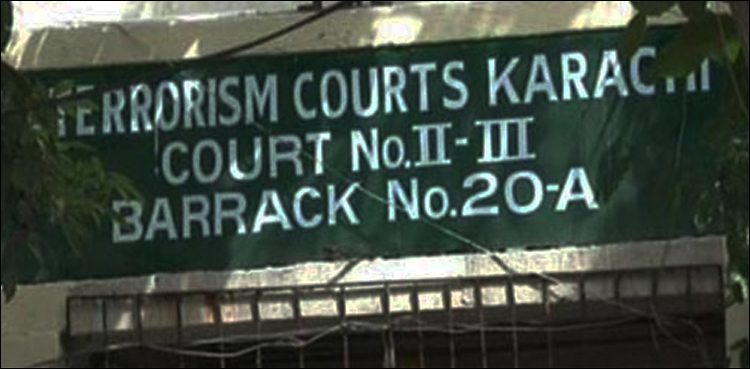 TERRORISM COURTS KARACHI
COURT No.II-III
BARRACK No.20-A